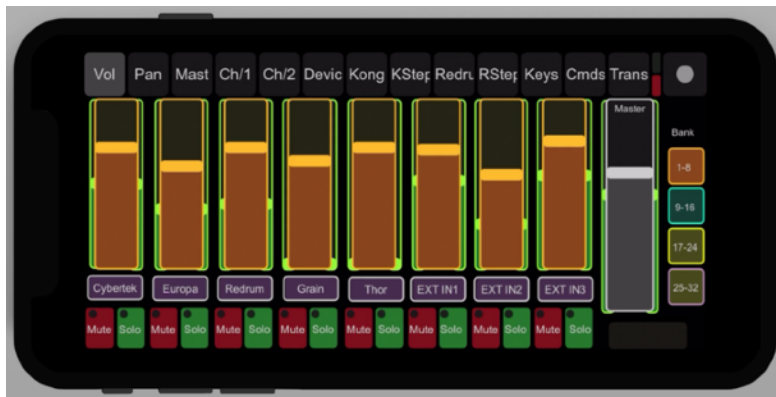 Vol Pan Mast Ch/1 Ch/2 Devic Kong KStep Redru RStep Keys Cmds Trans
Master
Bank
1-8
9-16
17-24
25-32
Cybertek Europa Redrum Grain Thor EXT IN1 EXT IN2 EXT IN3
Mute Solo Mute Solo Mute Solo Mute Solo Mute Solo Mute Solo Mute Solo Mute Solo